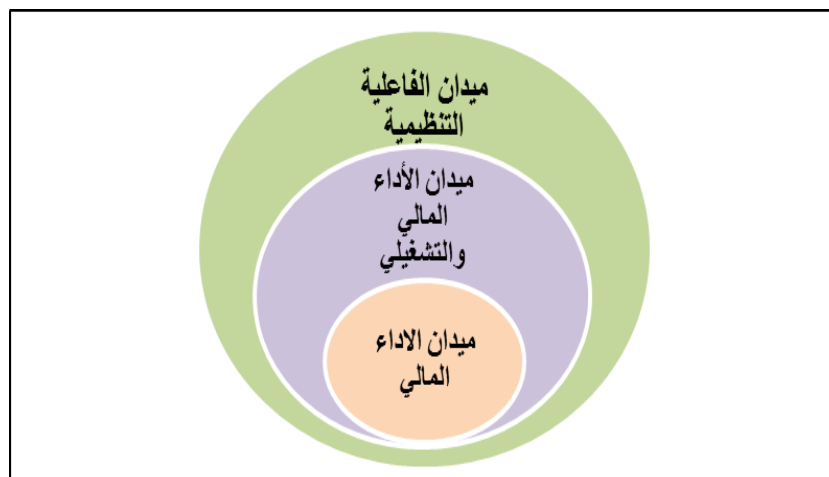 ميدان الفاعلية
التنظيمية
ميدان الأداء
المالي
والتشغيلي
ميدان الاداء
المالي